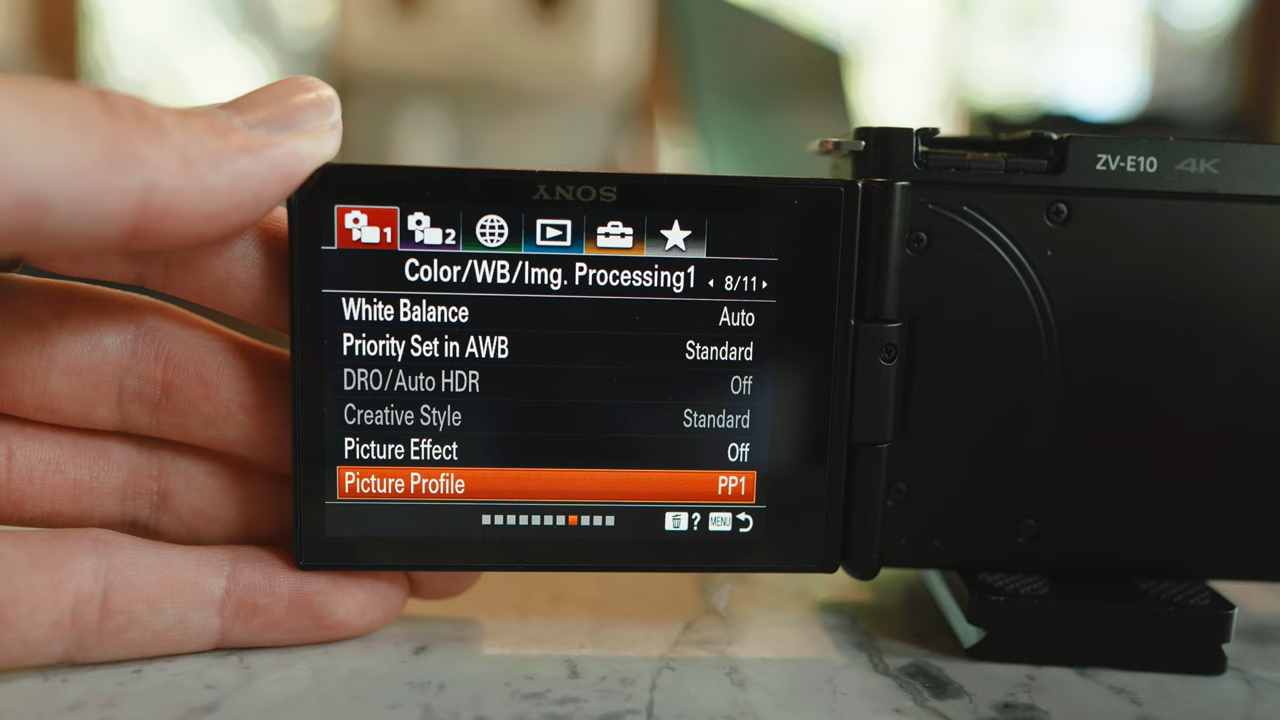 SONY
ZV-E10 4K
1 2
Color/WB/Img. Processing1 8/11
White Balance Auto
Priority Set in AWB Standard
DRO/Auto HDR Off
Creative Style Standard
Picture Effect Off
Picture Profile PP1
? MENU